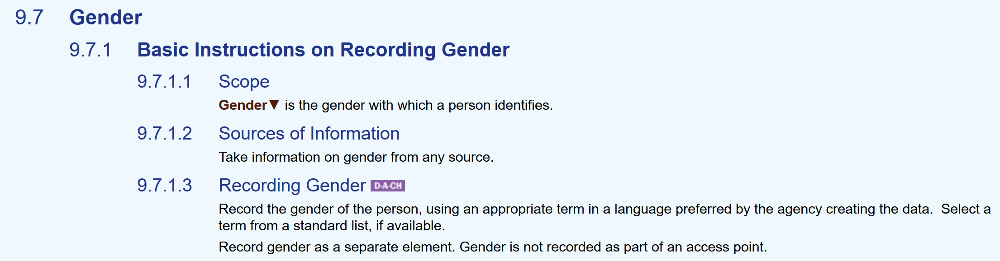 9.7 Gender
9.7.1 Basic Instructions on Recording Gender
9.7.1.1 Scope
Gender▼ is the gender with which a person identifies.
9.7.1.2 Sources of Information
Take information on gender from any source.
9.7.1.3 Recording Gender D-A-CH
Record the gender of the person, using an appropriate term in a language preferred by the agency creating the data.  Select a
term from a standard list, if available.
Record gender as a separate element. Gender is not recorded as part of an access point.